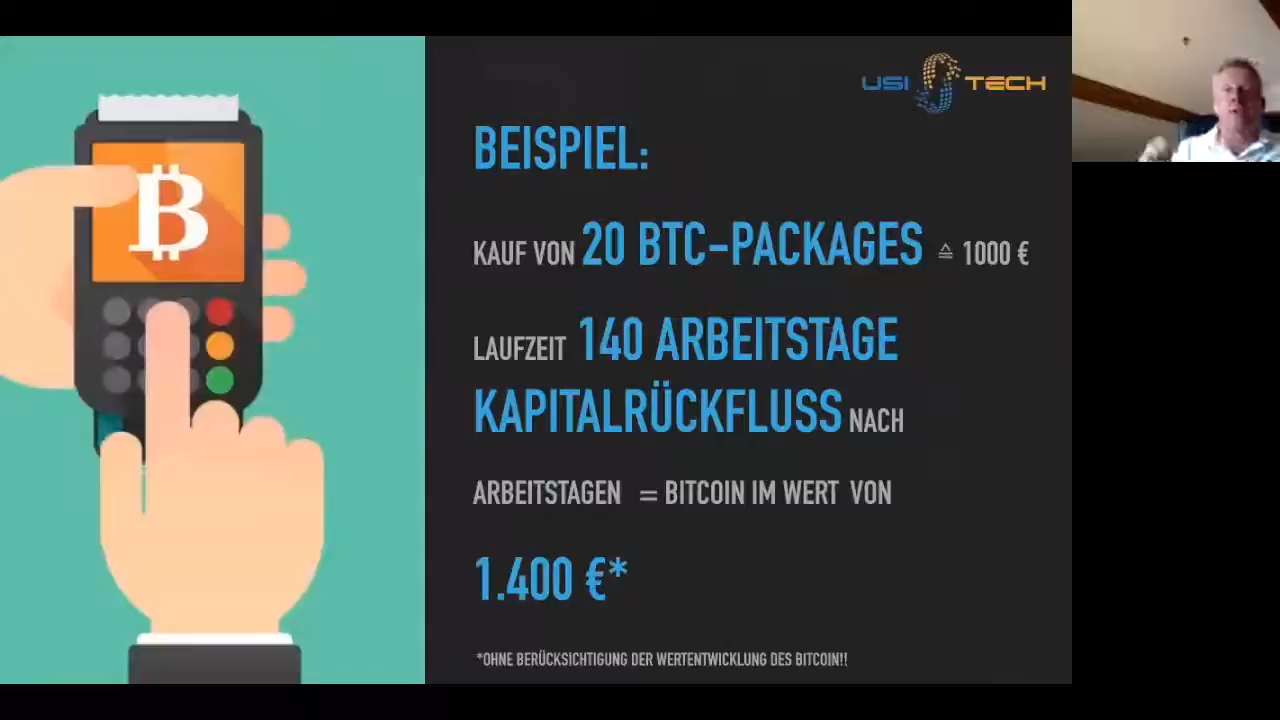 USI TECH
BEISPIEL:
KAUF VON 20 BTC-PACKAGES ≙ 1000 €
LAUFZEIT 140 ARBEITSTAGE
KAPITALRÜCKFLUSS NACH
ARBEITSTAGEN = BITCOIN IM WERT VON
1.400 €*
*OHNE BERÜCKSICHTIGUNG DER WERTENTWICKLUNG DES BITCOIN!!